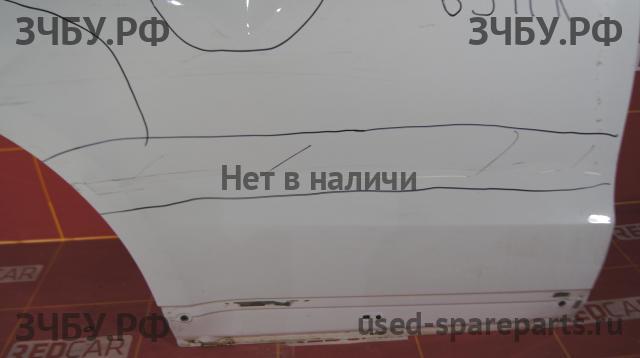 ЗЧБУ.РФ ЗЧБУ.РФ
Нет в наличи
REDCAR
ЗЧБУ.РФ used-spareparts.ru
REDCAR